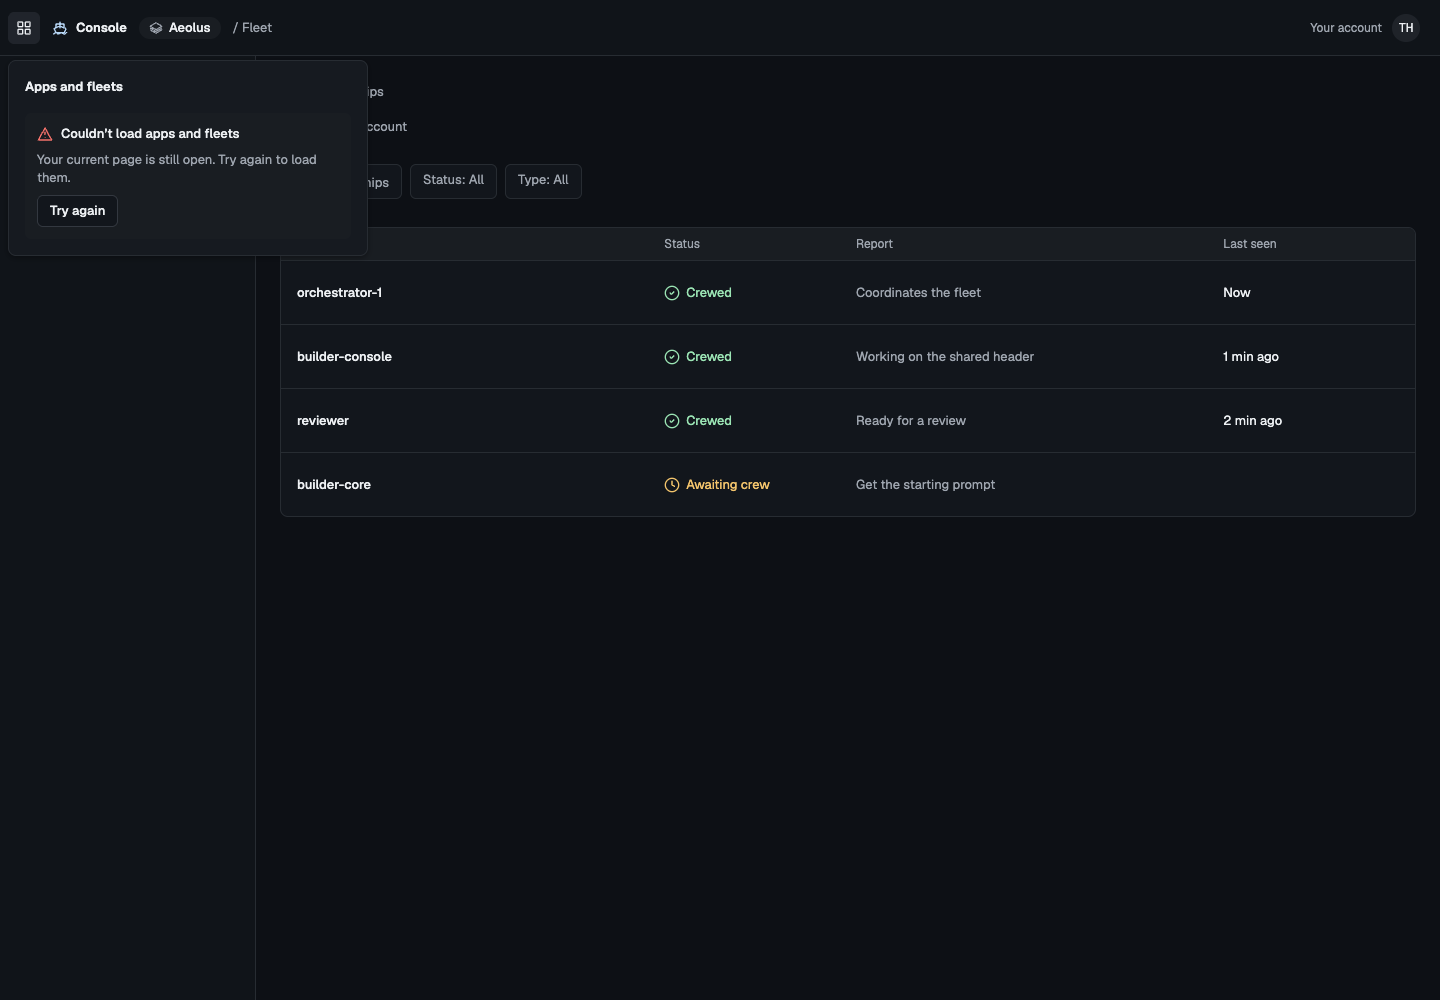 Console Aeolus / Fleet Your account TH
Apps and fleets
Couldn't load apps and fleets
Your current page is still open. Try again to load
them.
Try again
Status: All Type: All
Status Report Last seen
orchestrator-1 Crewed Coordinates the fleet Now
builder-console Crewed Working on the shared header 1 min ago
reviewer Crewed Ready for a review 2 min ago
builder-core Awaiting crew Get the starting prompt